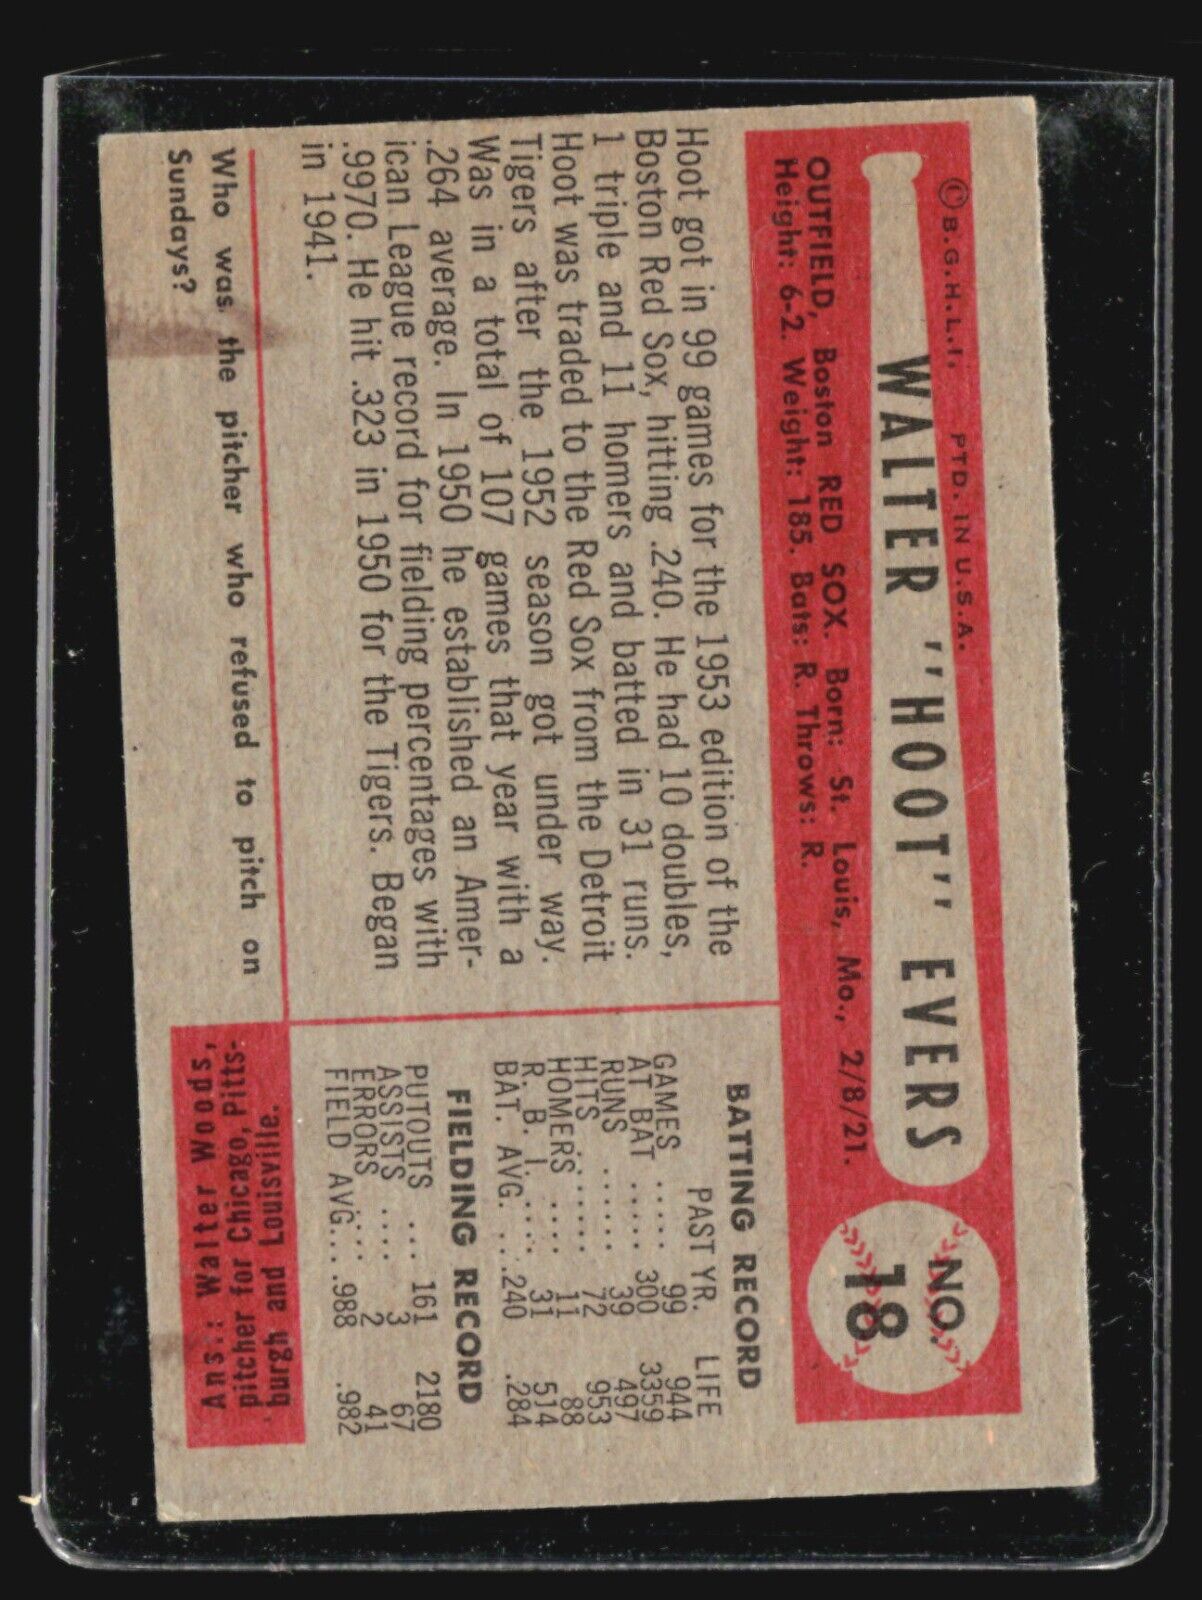 ©B.G.H.L.I. PTD. IN U.S.A.
WALTER "HOOT" EVERS
NO.
18
OUTFIELD, Boston RED SOX. Born: St. Louis, Mo., 2/8/21.
Height: 6-2. Weight: 185. Bats: R. Throws: R.
Hoot got in 99 games for the 1953 edition of the
Boston Red Sox, hitting .240. He had 10 doubles,
1 triple and 11 homers and batted in 31 runs.
Hoot was traded to the Red Sox from the Detroit
Tigers after the 1952 season got under way.
Was in a total of 107 games that year with a
.264 average. In 1950 he established an Amer-
ican League record for fielding percentages with
.9970. He hit .323 in 1950 for the Tigers. Began
in 1941.
BATTING RECORD
PAST YR. LIFE
GAMES ..... 99 944
AT BAT ..... 300 3359
RUNS ...... 39 497
HITS ....... 72 953
HOMERS .... 11 88
R. B. I. .... 31 514
BAT. AVG. .. .240 .284
FIELDING RECORD
PUTOUTS ... 161 2180
ASSISTS .... 3 67
ERRORS .... 2 41
FIELD AVG... .988 .982
Who was the pitcher who refused to pitch on
Sundays?
Ans.: Walter Woods,
pitcher for Chicago, Pitts-
burgh and Louisville.